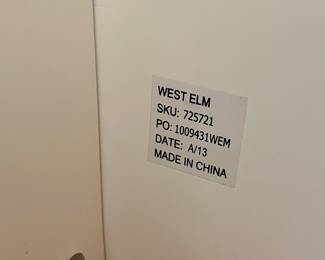 WEST ELM
SKU: 725721
PO: 1009431WEM
DATE: A/13
MADE IN CHINA